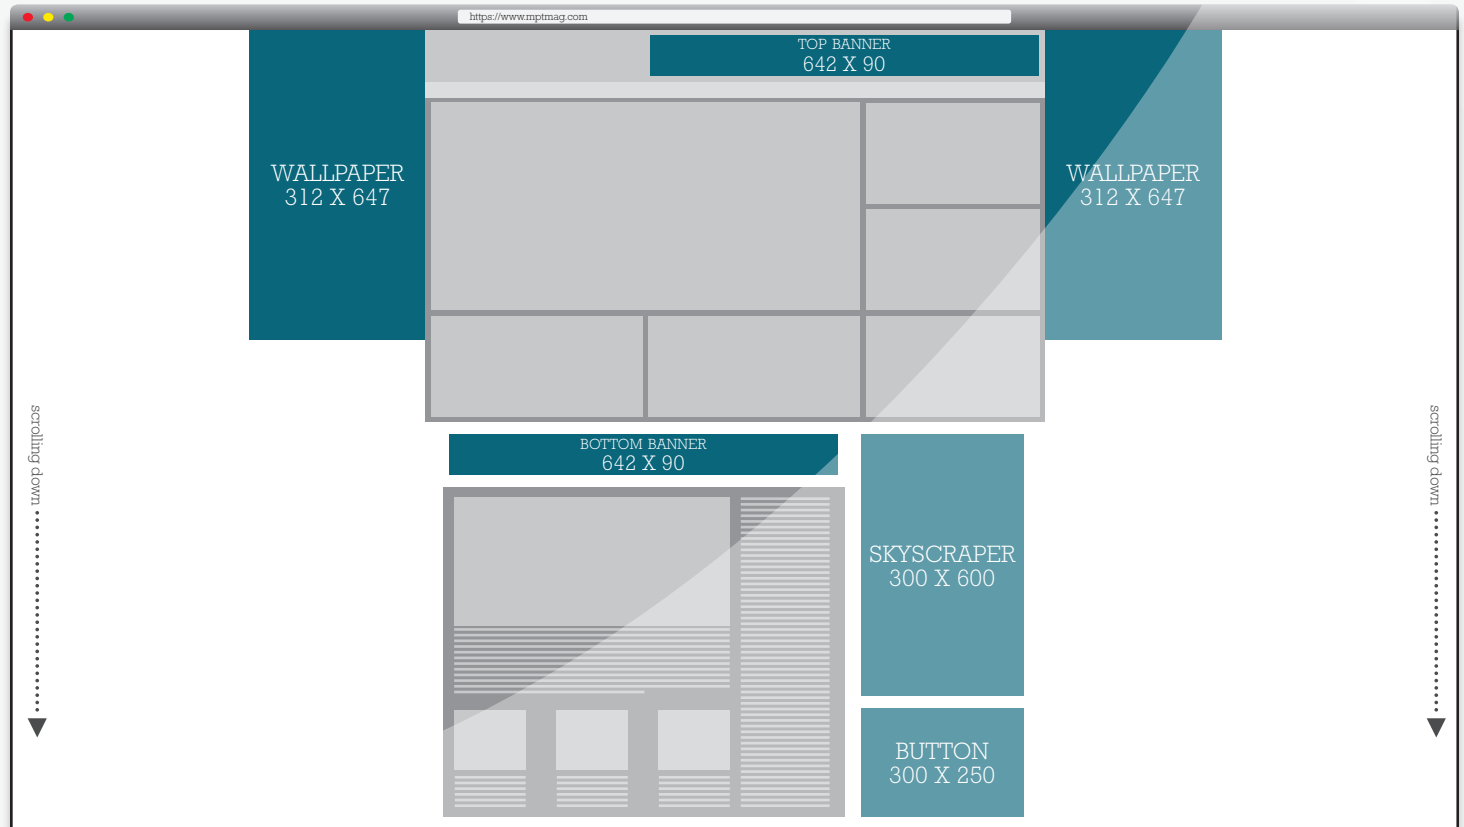 https://www.mptmag.com
TOP BANNER
642 X 90
WALLPAPER
312 X 647
WALLPAPER
312 X 647
scrolling down
scrolling down
BOTTOM BANNER
642 X 90
SKYSCRAPER
300 X 600
BUTTON
300 X 250